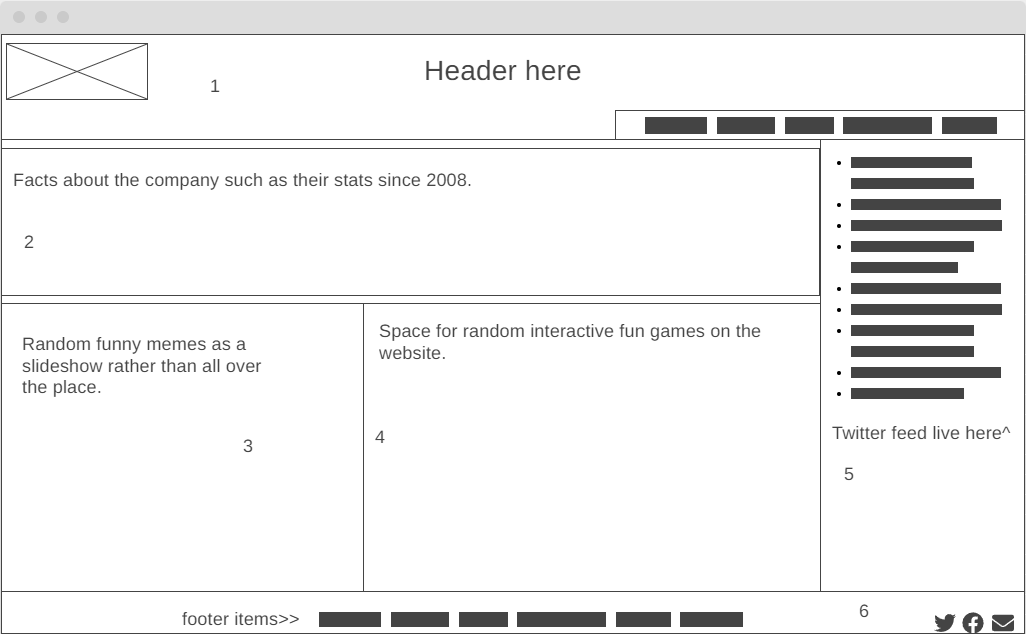 Header here
1
Facts about the company such as their stats since 2008.
2
Random funny memes as a
slideshow rather than all over
the place.
3
Space for random interactive fun games on the
website.
4
Twitter feed live here^
5
footer items>>
6